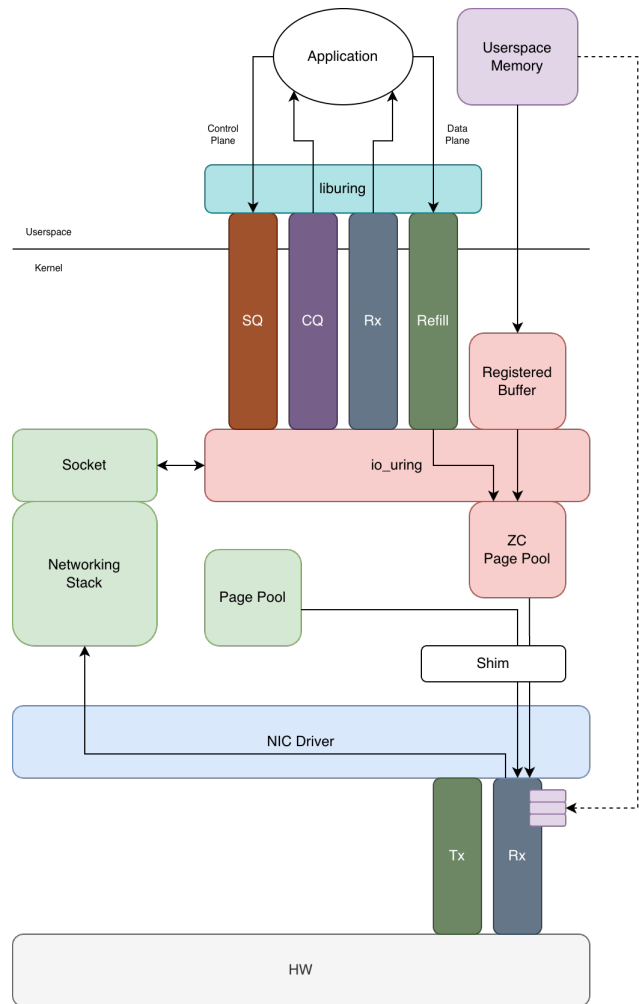 Application
Userspace
Memory
Control
Plane
Data
Plane
liburing
Userspace
Kernel
SQ
CQ
Rx
Refill
Registered
Buffer
Socket
io_uring
Networking
Stack
Page Pool
ZC
Page Pool
Shim
NIC Driver
Tx
Rx
HW